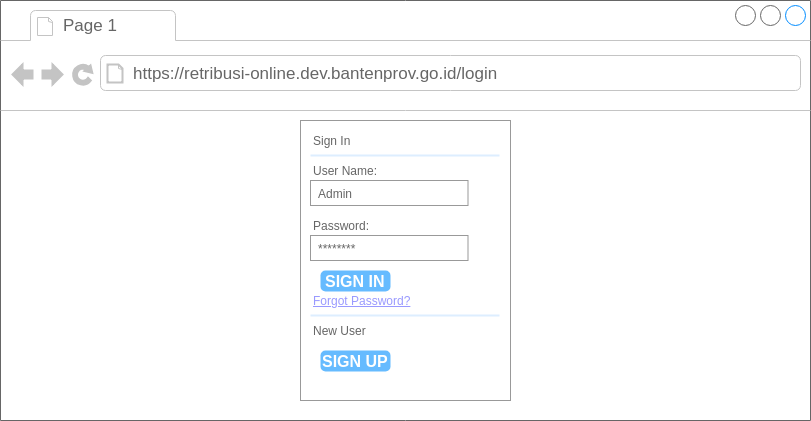 Page 1
https://retribusi-online.dev.bantenprov.go.id/login
Sign In
User Name:
Admin
Password:
********
SIGN IN
Forgot Password?
New User
SIGN UP